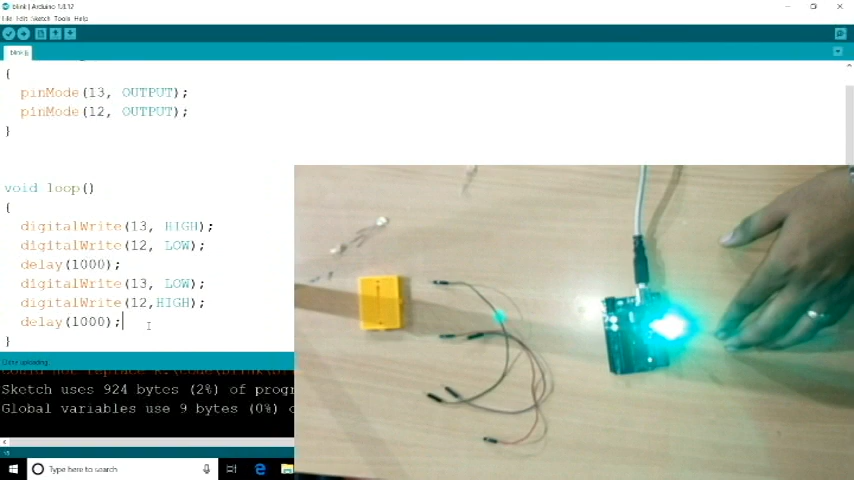 blink | Arduino 1.8.12
File Edit Sketch Tools Help
blink
{
pinMode(13, OUTPUT);
pinMode(12, OUTPUT);
}
void loop()
{
digitalWrite(13, HIGH);
digitalWrite(12, LOW);
delay(1000);
digitalWrite(13, LOW);
digitalWrite(12,HIGH);
delay(1000);
}
Done uploading.
Sketch uses 924 bytes (2%) of progr
Global variables use 9 bytes (0%)
Type here to search